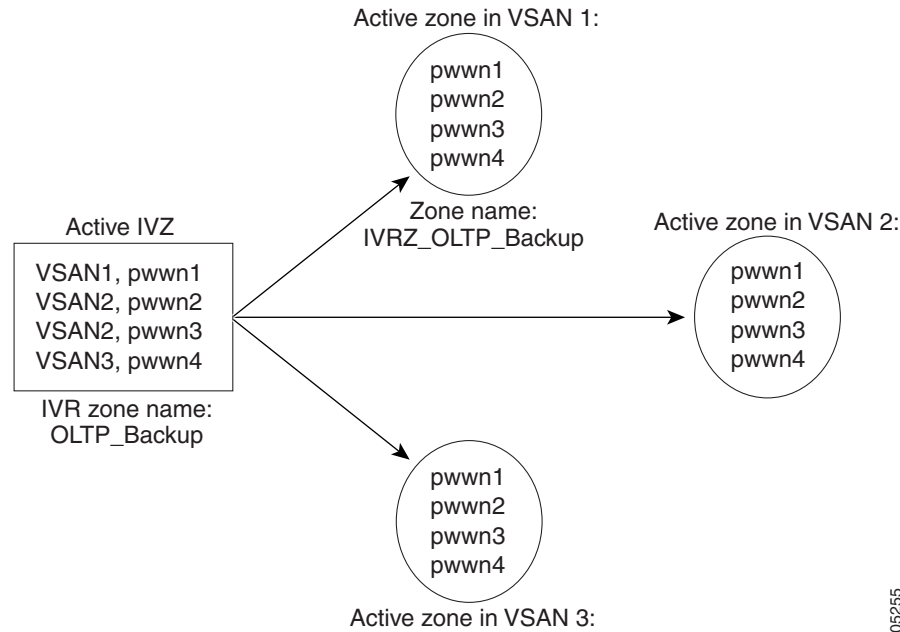 Active zone in VSAN 1:
pwwn1
pwwn2
pwwn3
pwwn4
Zone name:
IVRZ_OLTP_Backup
Active IVZ
VSAN1, pwwn1
VSAN2, pwwn2
VSAN2, pwwn3
VSAN3, pwwn4
IVR zone name:
OLTP_Backup
Active zone in VSAN 2:
pwwn1
pwwn2
pwwn3
pwwn4
pwwn1
pwwn2
pwwn3
pwwn4
Active zone in VSAN 3:
05255